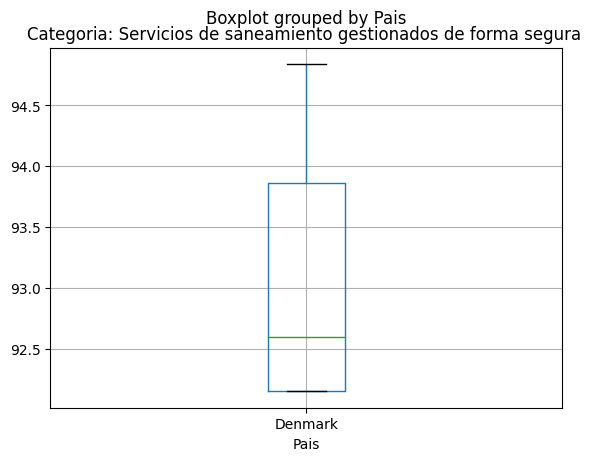 Boxplot grouped by Pais
Categoria: Servicios de saneamiento gestionados de forma segura
94.5
94.0
93.5
93.0
92.5
Denmark
Pais